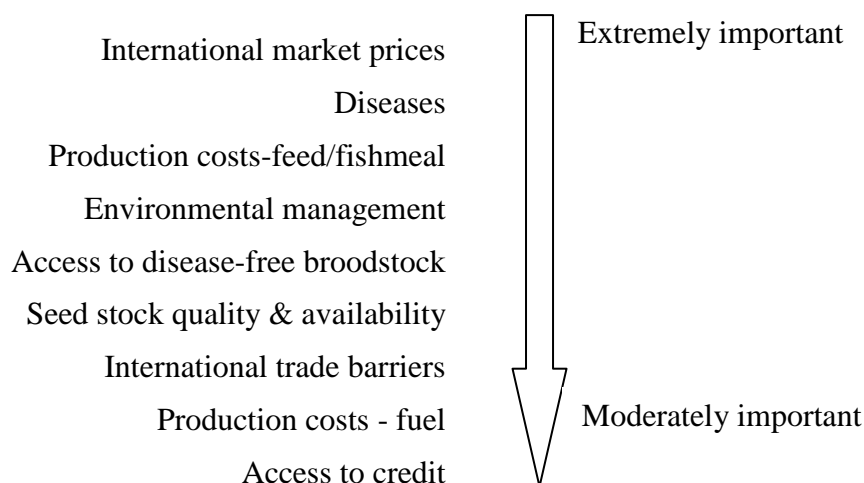 Extremely important
International market prices
Diseases
Production costs-feed/fishmeal
Environmental management
Access to disease-free broodstock
Seed stock quality & availability
International trade barriers
Production costs - fuel
Moderately important
Access to credit